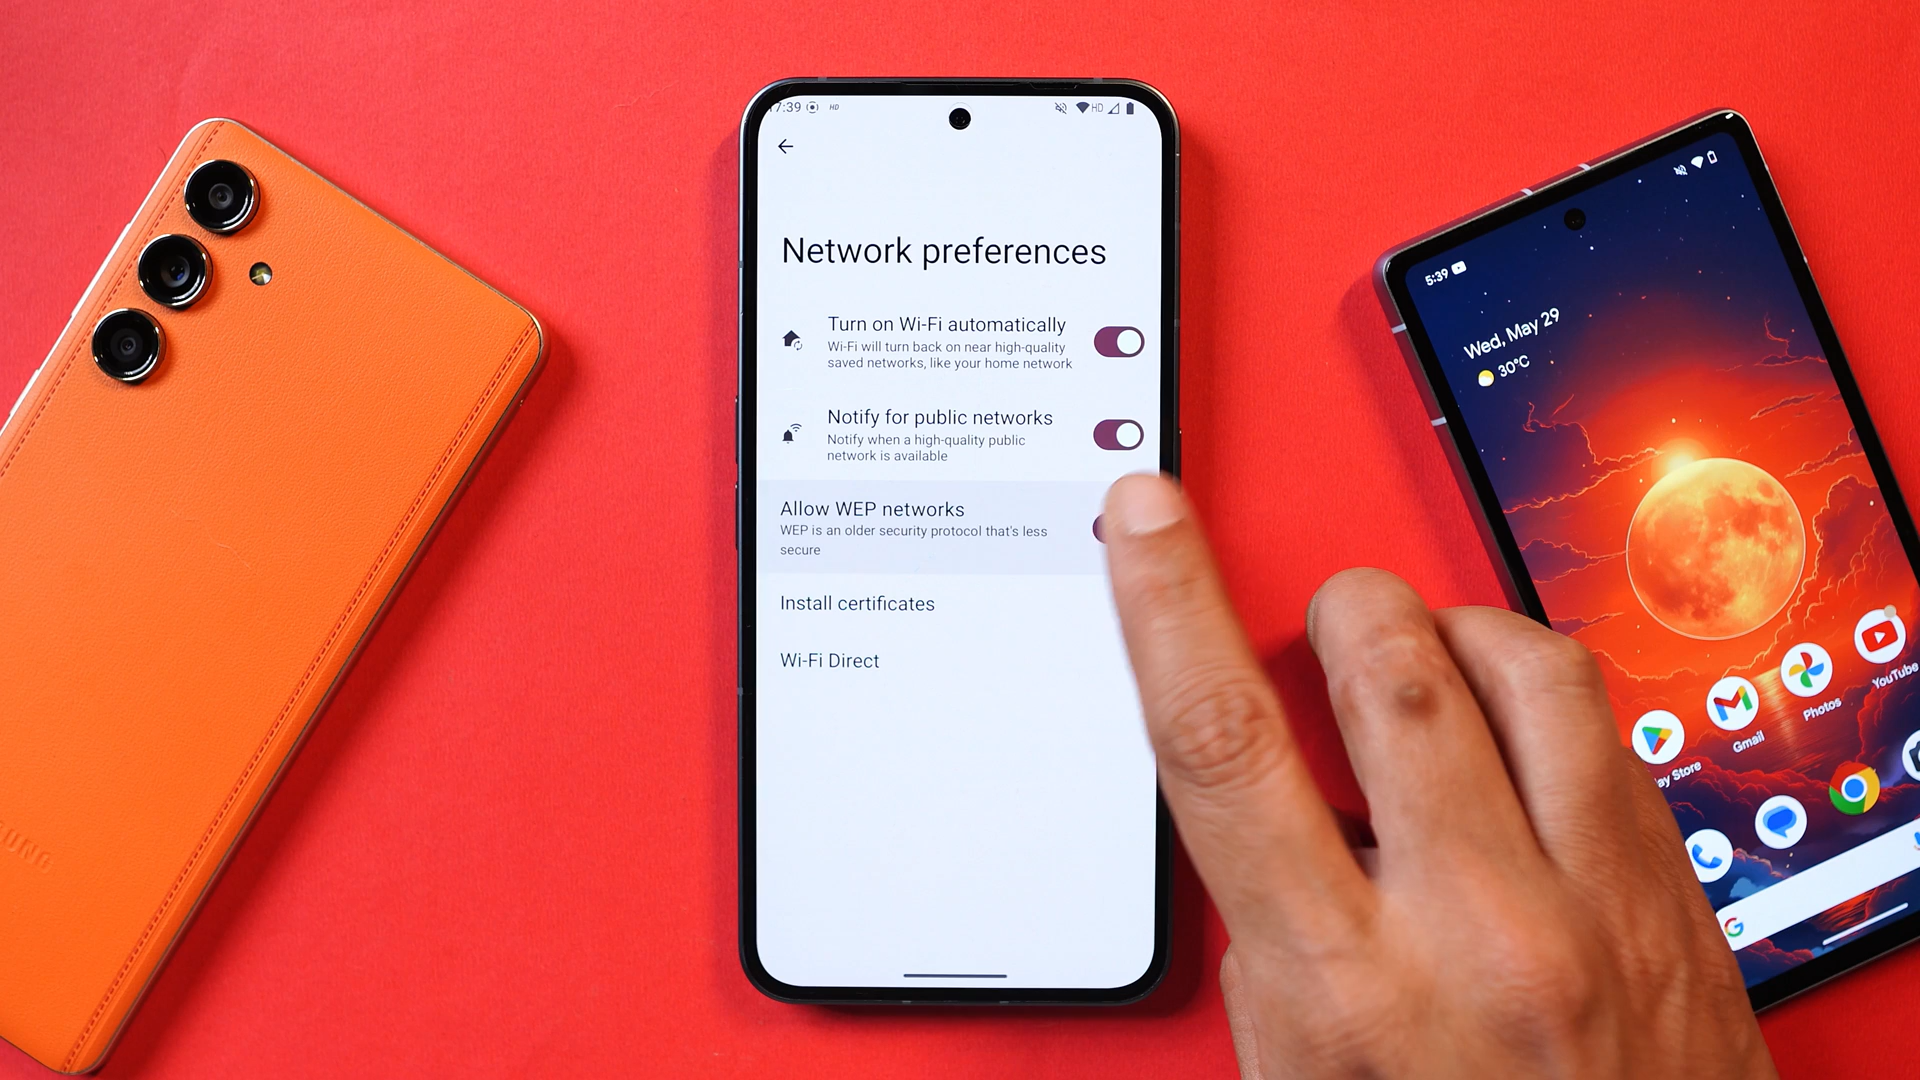 7:39 HD
HD
Network preferences
Turn on Wi-Fi automatically
Wi-Fi will turn back on near high-quality
saved networks, like your home network
Notify for public networks
Notify when a high-quality public
network is available
Allow WEP networks
WEP is an older security protocol that's less
secure
Install certificates
Wi-Fi Direct
5:39
Wed, May 29
30°C
YouTube
Photos
Gmail
ay Store
UNG